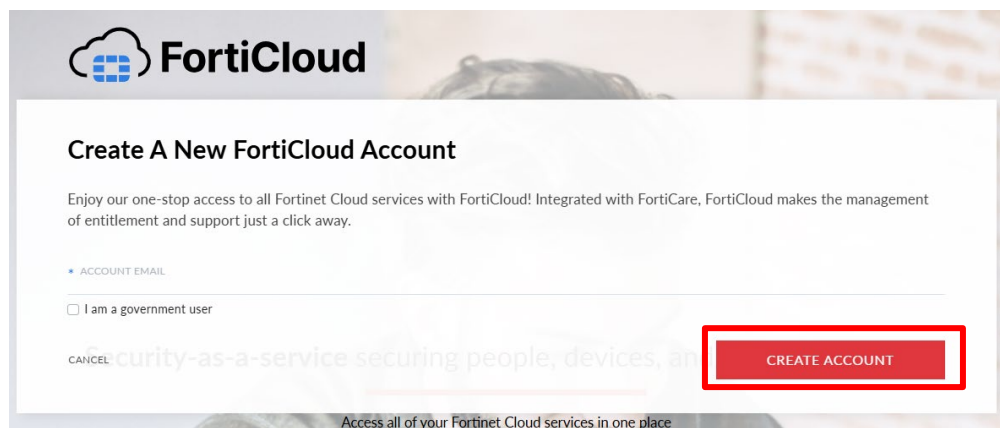 FortiCloud
Create A New FortiCloud Account
Enjoy our one-stop access to all Fortinet Cloud services with FortiCloud! Integrated with FortiCare, FortiCloud makes the management
of entitlement and support just a click away.
* ACCOUNT EMAIL
I am a government user
CANCEL
Security-as-a-service securing people, devices, and
CREATE ACCOUNT
Access all of your Fortinet Cloud services in one place